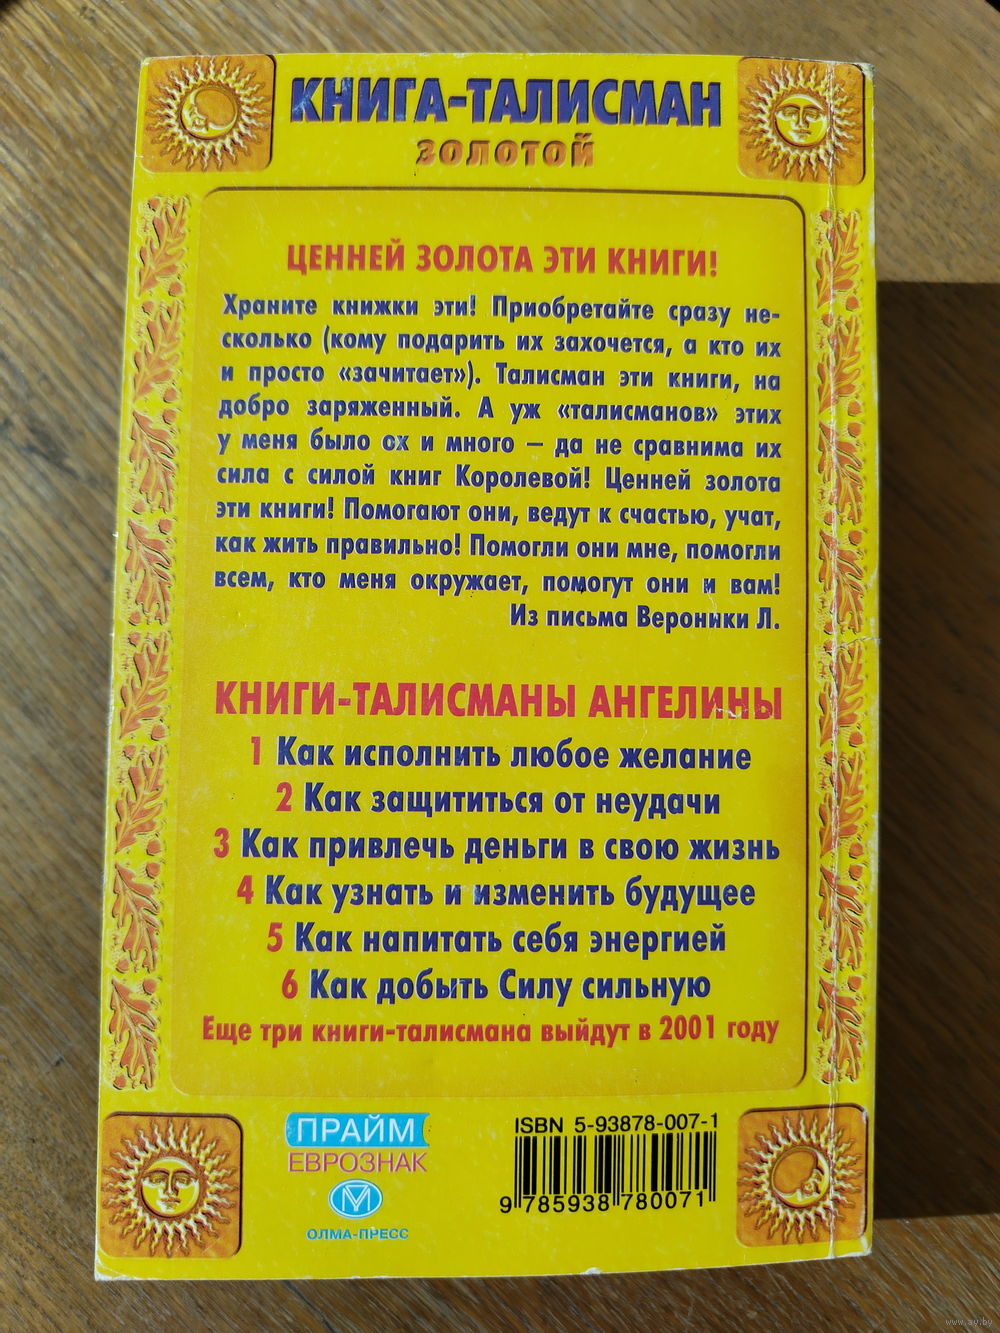 КНИГА-ТАЛИСМАН
ЗОЛОТОЙ
ЦЕННЕЙ ЗОЛОТА ЭТИ КНИГИ!
Храните книжки эти! Приобретайте сразу не-
сколько (кому подарить их захочется, а кто их
и просто «зачитает»). Талисман эти книги, на
добро заряженный. А уж «талисманов» этих
у меня было ох и много – да не сравнима их
сила с силой книг Королевой! Ценней золота
эти книги! Помогают они, ведут к счастью, учат,
как жить правильно! Помогли они мне, помогли
всем, кто меня окружает, помогут они и вам!
Из письма Вероники Л.
КНИГИ-ТАЛИСМАНЫ АНГЕЛИНЫ
1 Как исполнить любое желание
2 Как защититься от неудачи
3 Как привлечь деньги в свою жизнь
4 Как узнать и изменить будущее
5 Как напитать себя энергией
6 Как добыть Силу сильную
Еще три книги-талисмана выйдут в 2001 году
ПРАЙМ
ЕВРОЗНАК
ОЛМА-ПРЕСС
ISBN 5-93878-007-1
9 785938 780071
www.ay.by